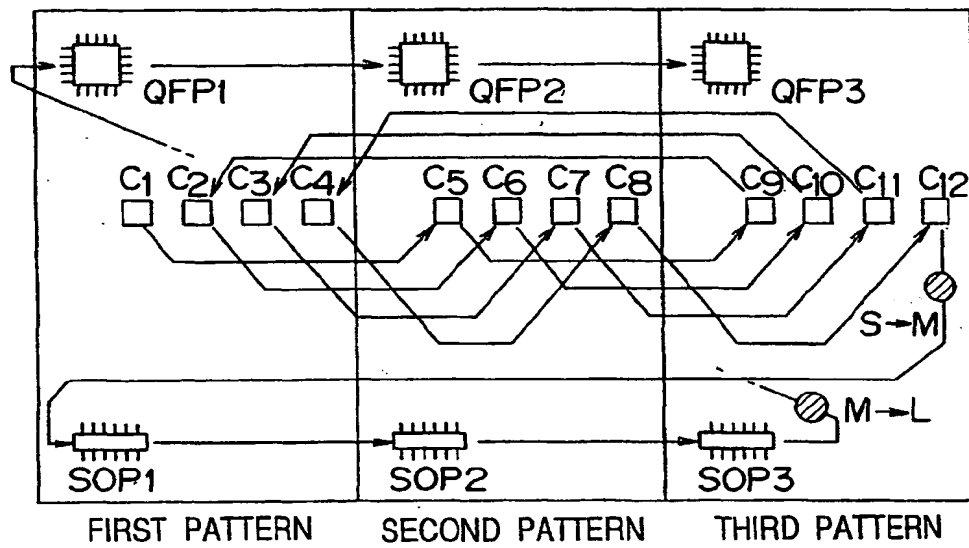 QFP1 QFP2 QFP3
C1 C2 C3 C4 C5 C6 C7 C8 C9 C10 C11 C12
S→M
M→L
SOP1 SOP2 SOP3
FIRST PATTERN SECOND PATTERN THIRD PATTERN